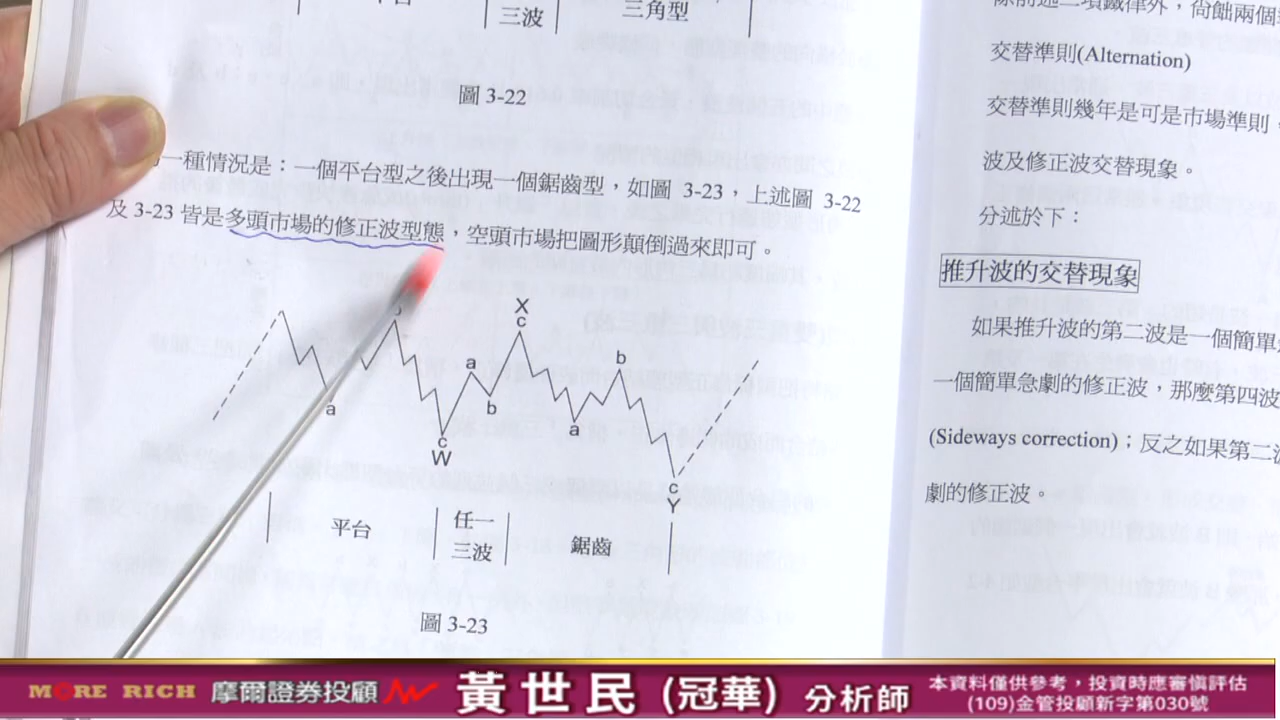 三波
三角型
圖 3-22
一種情況是：一個平台型之後出現一個鋸齒型，如圖 3-23，上述圖 3-22
及 3-23 皆是多頭市場的修正波型態，空頭市場把圖形顛倒過來即可。
X
c
b
a
a
b
c
W
b
a
c
Y
平台
任一
三波
鋸齒
圖 3-23
除前述二項鐵律外，尚
交替準則(Alternation)
交替準則幾年是可是市場準則，
波及修正波交替現象。
分述於下：
推升波的交替現象
如果推升波的第二波是一個簡單
一個簡單急劇的修正波，那麼第四波
(Sideways correction)；反之如果第二
劇的修正波。
MORE RICH 摩爾證券投顧 黃世民 (冠華) 分析師
本資料僅供參考，投資時應審慎評估
(109)金管投顧新字第030號